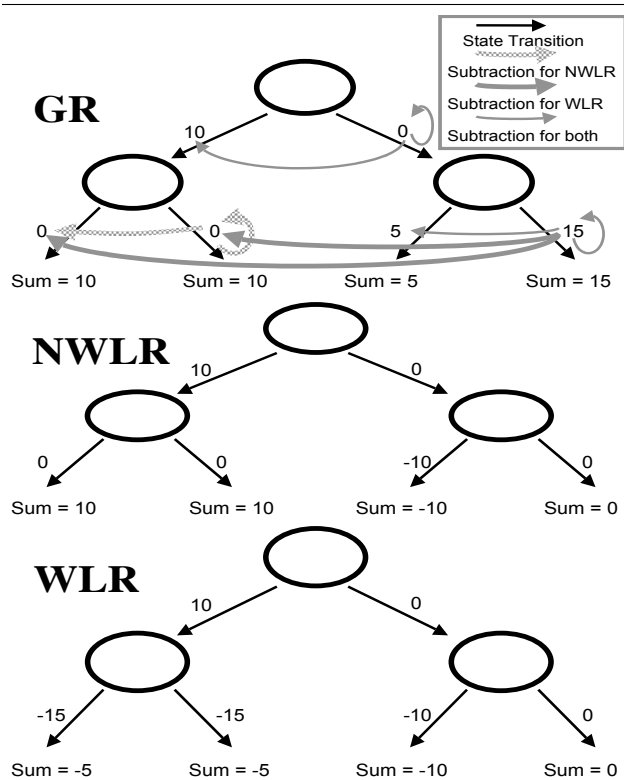 State Transition
Subtraction for NWLR
Subtraction for WLR
Subtraction for both
GR
10 0
0 0 5 15
Sum = 10 Sum = 10 Sum = 5 Sum = 15
NWLR
10 0
0 0 -10 0
Sum = 10 Sum = 10 Sum = -10 Sum = 0
WLR
10 0
-15 -15 -10 0
Sum = -5 Sum = -5 Sum = -10 Sum = 0